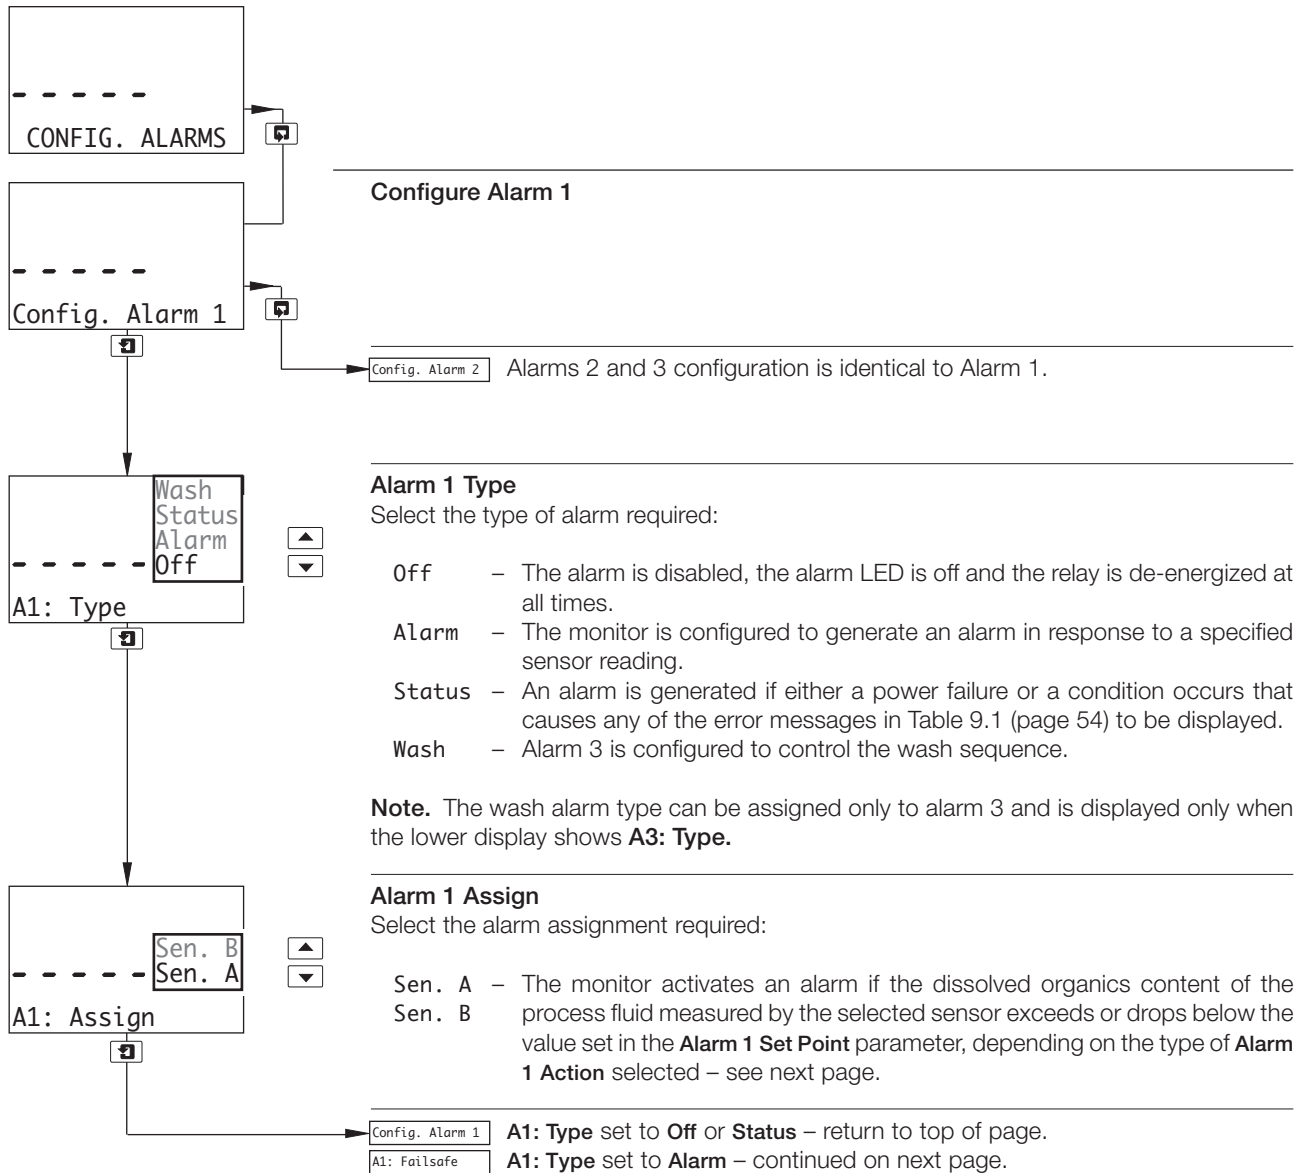 – – – – –
CONFIG. ALARMS
Configure Alarm 1
– – – – –
Config. Alarm 1
Config. Alarm 2 Alarms 2 and 3 configuration is identical to Alarm 1.
Wash
Status
Alarm
– – – – – Off
A1: Type
Alarm 1 Type
Select the type of alarm required:
Off – The alarm is disabled, the alarm LED is off and the relay is de-energized at
all times.
Alarm – The monitor is configured to generate an alarm in response to a specified
sensor reading.
Status – An alarm is generated if either a power failure or a condition occurs that
causes any of the error messages in Table 9.1 (page 54) to be displayed.
Wash – Alarm 3 is configured to control the wash sequence.
Note. The wash alarm type can be assigned only to alarm 3 and is displayed only when
the lower display shows A3: Type.
Sen. B
– – – – – Sen. A
A1: Assign
Alarm 1 Assign
Select the alarm assignment required:
Sen. A – The monitor activates an alarm if the dissolved organics content of the
Sen. B process fluid measured by the selected sensor exceeds or drops below the
value set in the Alarm 1 Set Point parameter, depending on the type of Alarm
1 Action selected – see next page.
Config. Alarm 1 A1: Type set to Off or Status – return to top of page.
A1: Failsafe A1: Type set to Alarm – continued on next page.